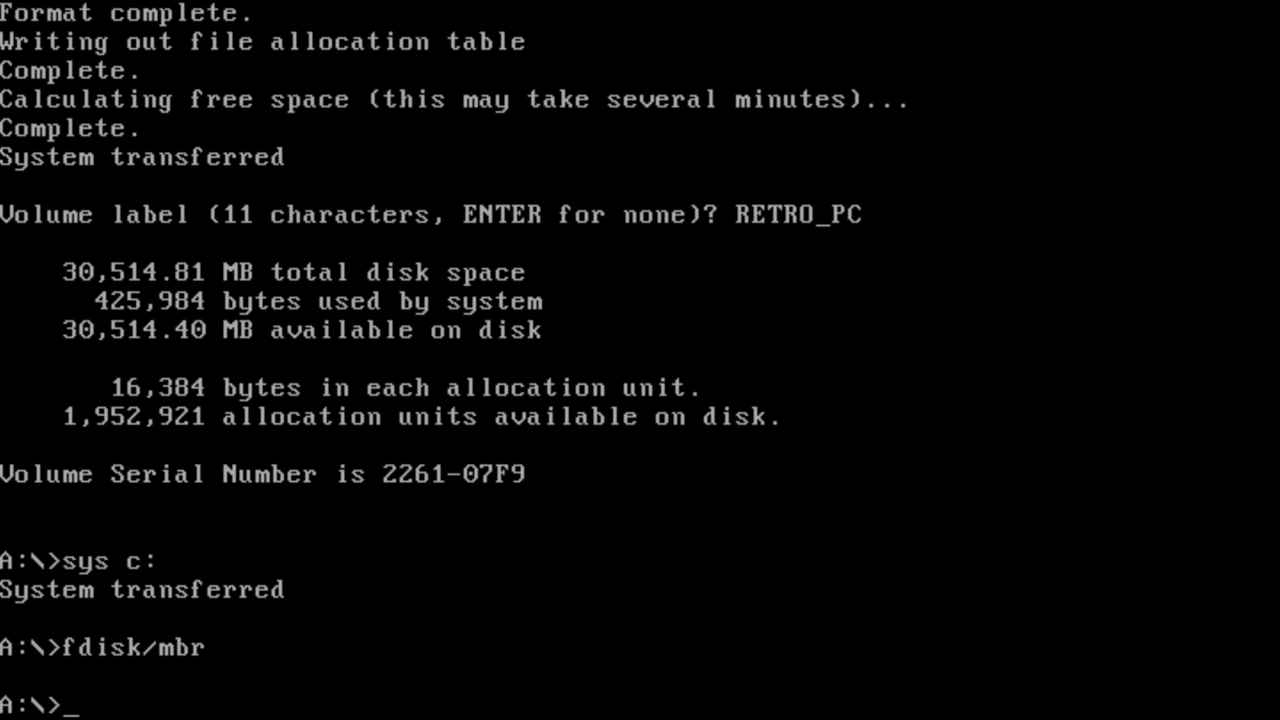 Format complete.
Writing out file allocation table
Complete.
Calculating free space (this may take several minutes)...
Complete.
System transferred
Volume label (11 characters, ENTER for none)? RETRO_PC
30,514.81 MB total disk space
425,984 bytes used by system
30,514.40 MB available on disk
16,384 bytes in each allocation unit.
1,952,921 allocation units available on disk.
Volume Serial Number is 2261-07F9
A:\>sys c:
System transferred
A:\>fdisk/mbr
A:\>_